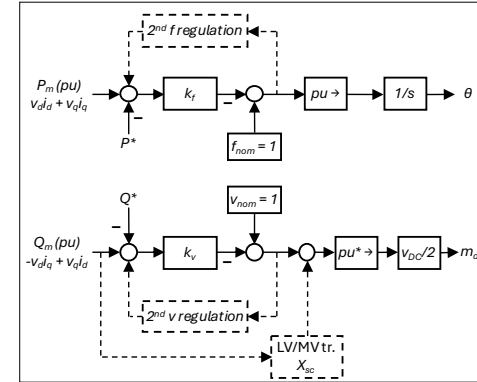 2nd f regulation
Pm (pu)
vdid + vqiq
kf
pu →
1/s
θ
P*
fnom = 1
Q*
vnom = 1
Qm (pu)
-vdiq + vqid
kv
pu* →
vDC/2
md
2nd v regulation
LV/MV tr.
Xsc